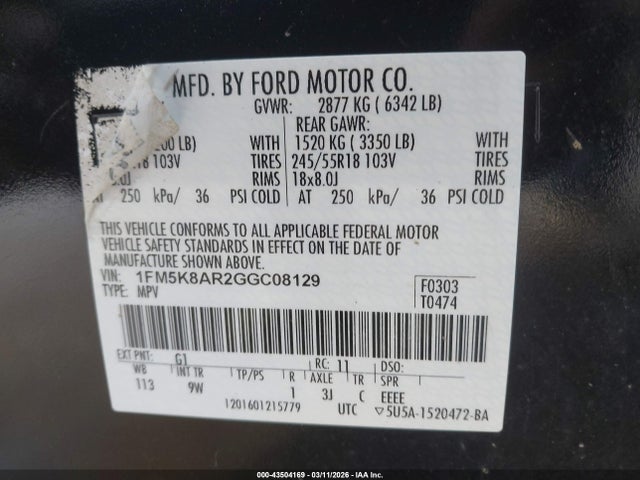 MFD. BY FORD MOTOR CO.
GVWR: 2877 KG ( 6342 LB)
REAR GAWR:
LB) WITH 1520 KG ( 3350 LB) WITH
R18 103V TIRES 245/55R18 103V TIRES
.0J RIMS 18x8.0J RIMS
AT 250 kPa/ 36 PSI COLD AT 250 kPa/ 36 PSI COLD
THIS VEHICLE CONFORMS TO ALL APPLICABLE FEDERAL MOTOR
VEHICLE SAFETY STANDARDS IN EFFECT ON THE DATE OF
MANUFACTURE SHOWN ABOVE.
VIN: 1FM5K8AR2GGC08129
TYPE: MPV
F0303
T0474
EXT PNT: G1 RC: 11 DSO:
WB INT TR TP/PS R AXLE TR SPR
113 9W 1 3J C EEEE
1201601215779 UTC ▽5U5A-1520472-BA
000-43504169 - 03/11/2026 - IAA Inc.